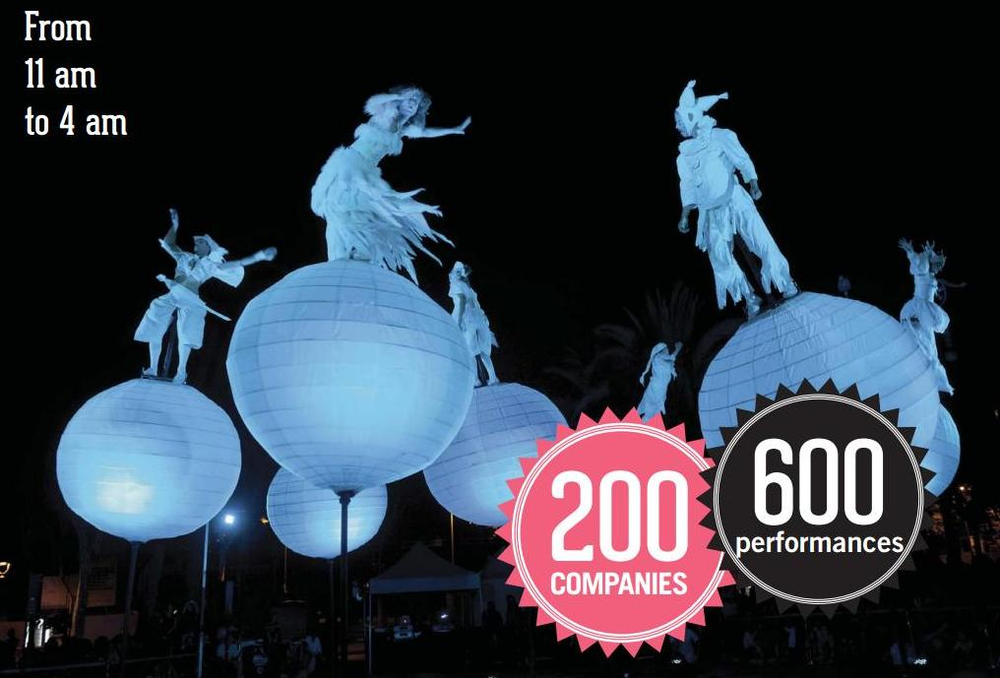 From
11 am
to 4 am
200
COMPANIES
600
performances